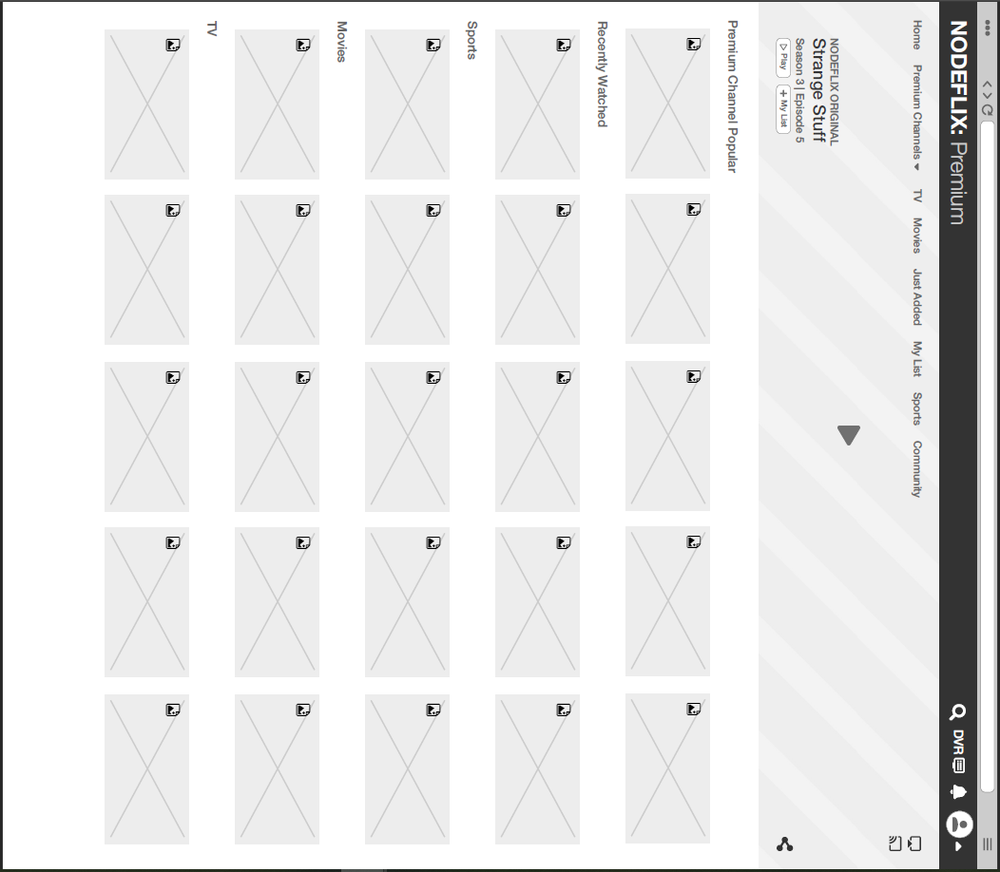 NODEFLIX: Premium
DVR
Home Premium Channels TV Movies Just Added My List Sports Community
NODEFLIX ORIGINAL
Strange Stuff
Season 3 | Episode 5
Play + My List
Premium Channel Popular
Recently Watched
Sports
Movies
TV